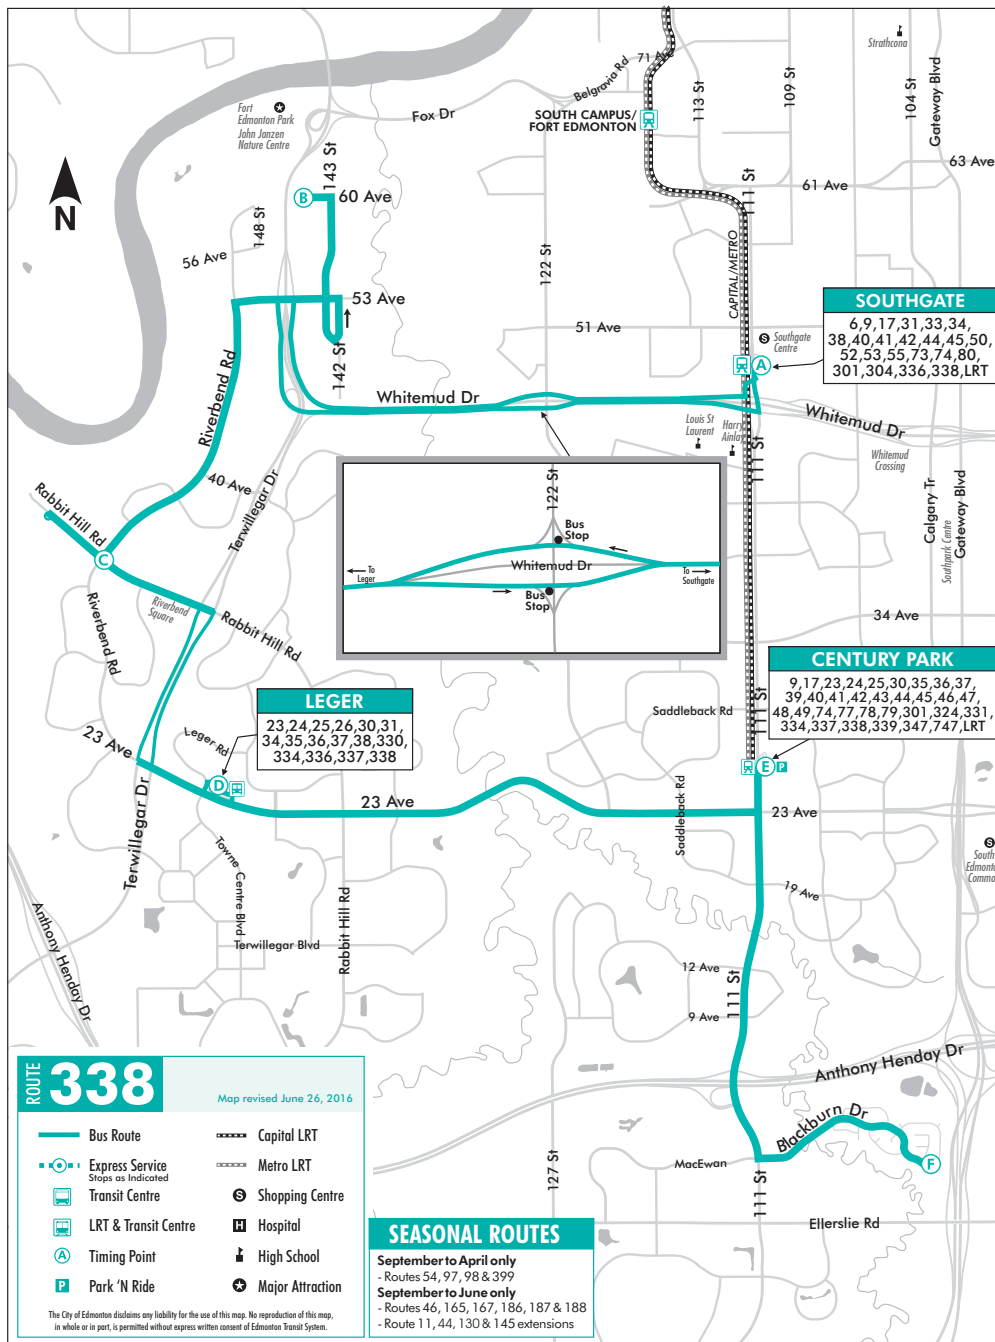 Strathcona
71 Ave
Belgravia Rd
113 St
109 St
104 St
Gateway Blvd
Fort
Edmonton Park
John Janzen
Nature Centre
Fox Dr
SOUTH CAMPUS/
FORT EDMONTON
63 Ave
61 Ave
143 St
B
60 Ave
N
148 St
111 St
56 Ave
122 St
CAPITAL/METRO
53 Ave
51 Ave
SOUTHGATE
6,9,17,31,33,34,
38,40,41,42,44,45,50,
52,53,55,73,74,80,
301,304,336,338,LRT
S Southgate
Centre
A
142 St
Riverbend Rd
Whitemud Dr
Whitemud Dr
Louis St
Laurent
Harry
Ainlay
111 St
Whitemud
Crossing
40 Ave
Terwillegar Dr
Rabbit Hill Rd
C
122 St
Bus
Stop
Whitemud Dr
To
Leger
To
Southgate
Bus
Stop
Calgary Tr
Southpark Centre
Gateway Blvd
Riverbend
Square
Riverbend Rd
Rabbit Hill Rd
34 Ave
CENTURY PARK
9,17,23,24,25,30,35,36,37,
39,40,41,42,43,44,45,46,47,
48,49,74,77,78,79,301,324,331,
334,337,338,339,347,747,LRT
LEGER
23,24,25,26,30,31,
34,35,36,37,38,330,
334,336,337,338
Saddleback Rd
111 St
23 Ave
Leger Rd
D
E P
23 Ave
Saddleback Rd
23 Ave
Terwillegar Dr
Towne Centre Blvd
S
South
Edmonton
Common
19 Ave
Rabbit Hill Rd
Anthony Henday Dr
Terwillegar Blvd
12 Ave
111 St
9 Ave
Anthony Henday Dr
Blackburn Dr
F
MacEwan
127 St
111 St
Ellerslie Rd
ROUTE 338
Map revised June 26, 2016
Bus Route
Capital LRT
Express Service
Stops as Indicated
Metro LRT
Transit Centre
S Shopping Centre
LRT & Transit Centre
H Hospital
A Timing Point
High School
P Park ‘N Ride
Major Attraction
The City of Edmonton disclaims any liability for the use of this map. No reproduction of this map,
in whole or in part, is permitted without express written consent of Edmonton Transit System.
SEASONAL ROUTES
September to April only
- Routes 54, 97, 98 & 399
September to June only
- Routes 46, 165, 167, 186, 187 & 188
- Route 11, 44, 130 & 145 extensions